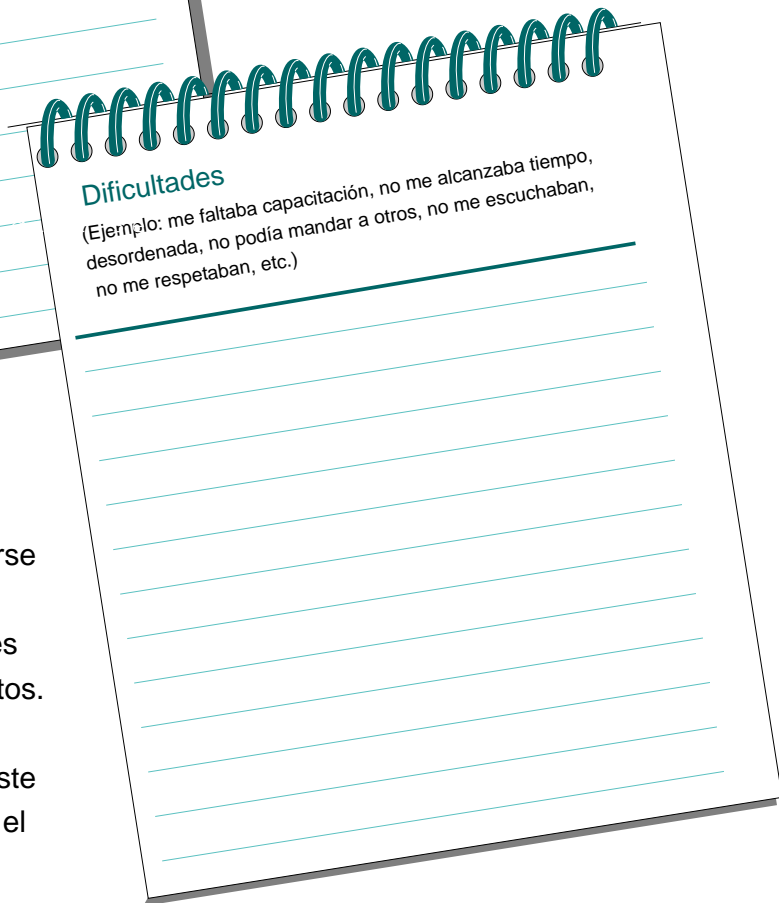 Dificultades
(Ejemplo: me faltaba capacitación, no me alcanzaba tiempo,
desordenada, no podía mandar a otros, no me escuchaban,
no me respetaban, etc.)
rse
es
tos.
ste
el